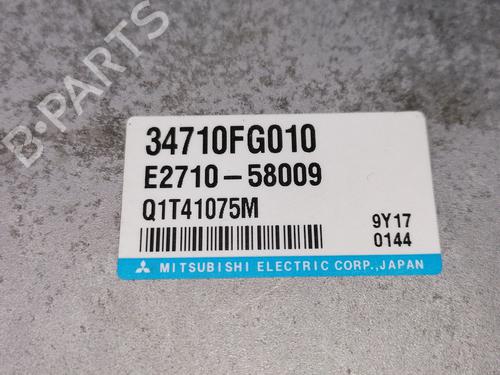 B-PARTS
34710FG010
E2710-58009
Q1T41075M
9Y17
0144
MITSUBISHI ELECTRIC CORP., JAPAN